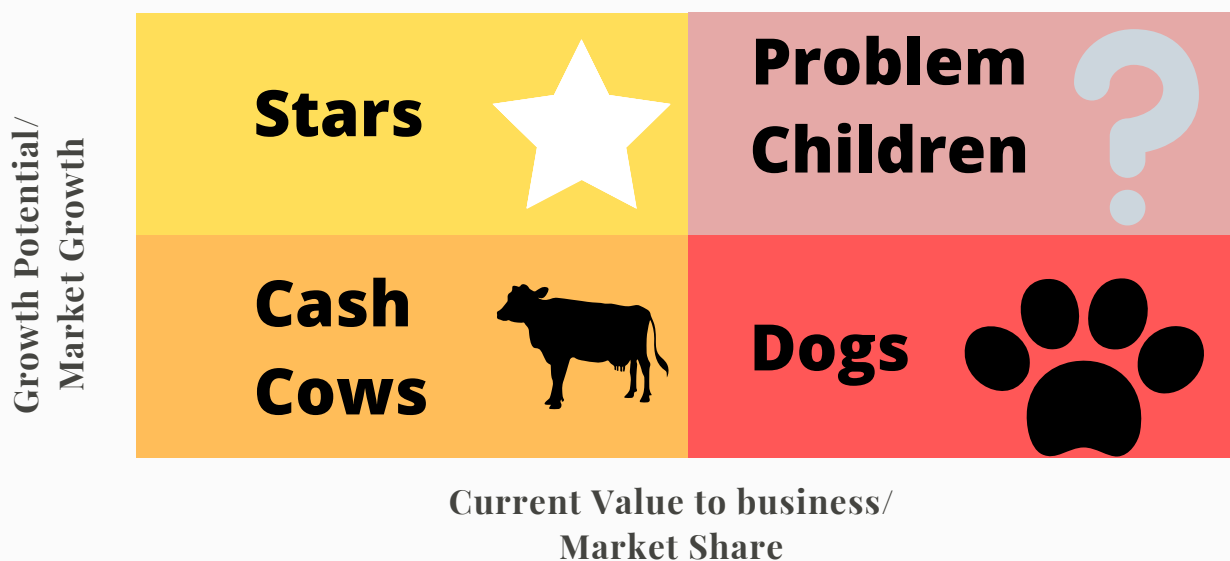 Growth Potential/
Market Growth
Stars
Problem
Children
Cash
Cows
Dogs
Current Value to business/
Market Share